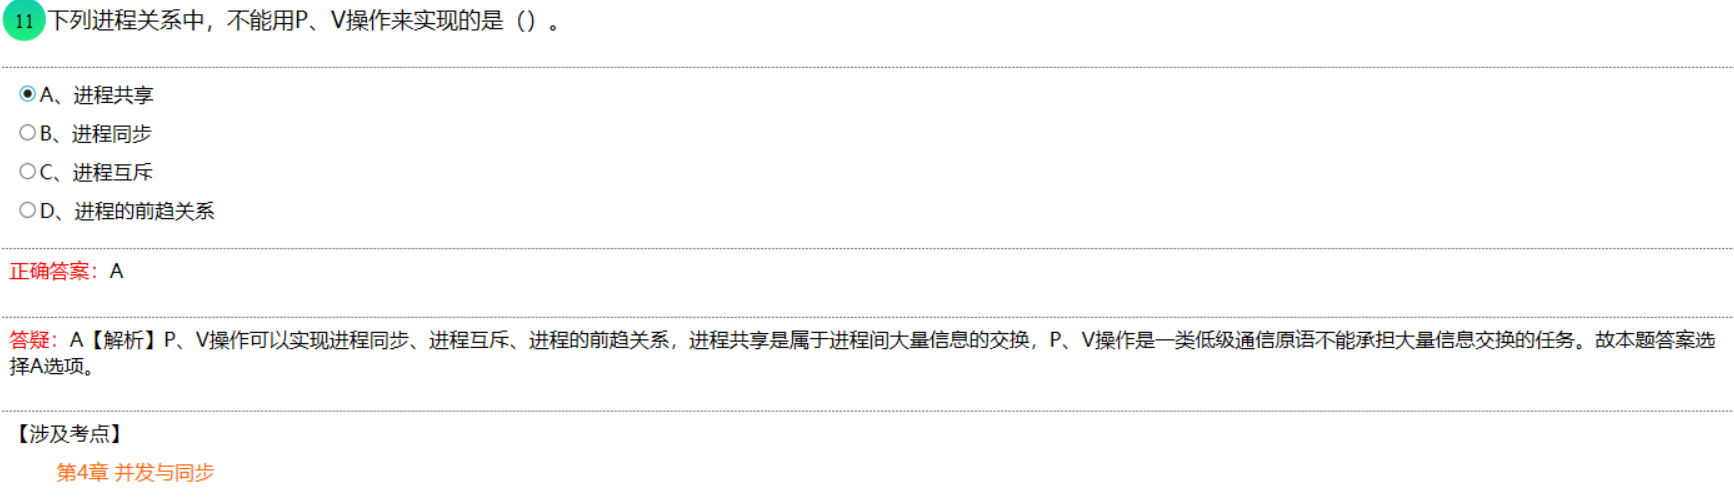 11 下列进程关系中，不能用P、V操作来实现的是（）。
A、进程共享
B、进程同步
C、进程互斥
D、进程的前趋关系
正确答案：A
答疑：A【解析】P、V操作可以实现进程同步、进程互斥、进程的前趋关系，进程共享是属于进程间大量信息的交换，P、V操作是一类低级通信原语不能承担大量信息交换的任务。故本题答案选
择A选项。
【涉及考点】
第4章 并发与同步